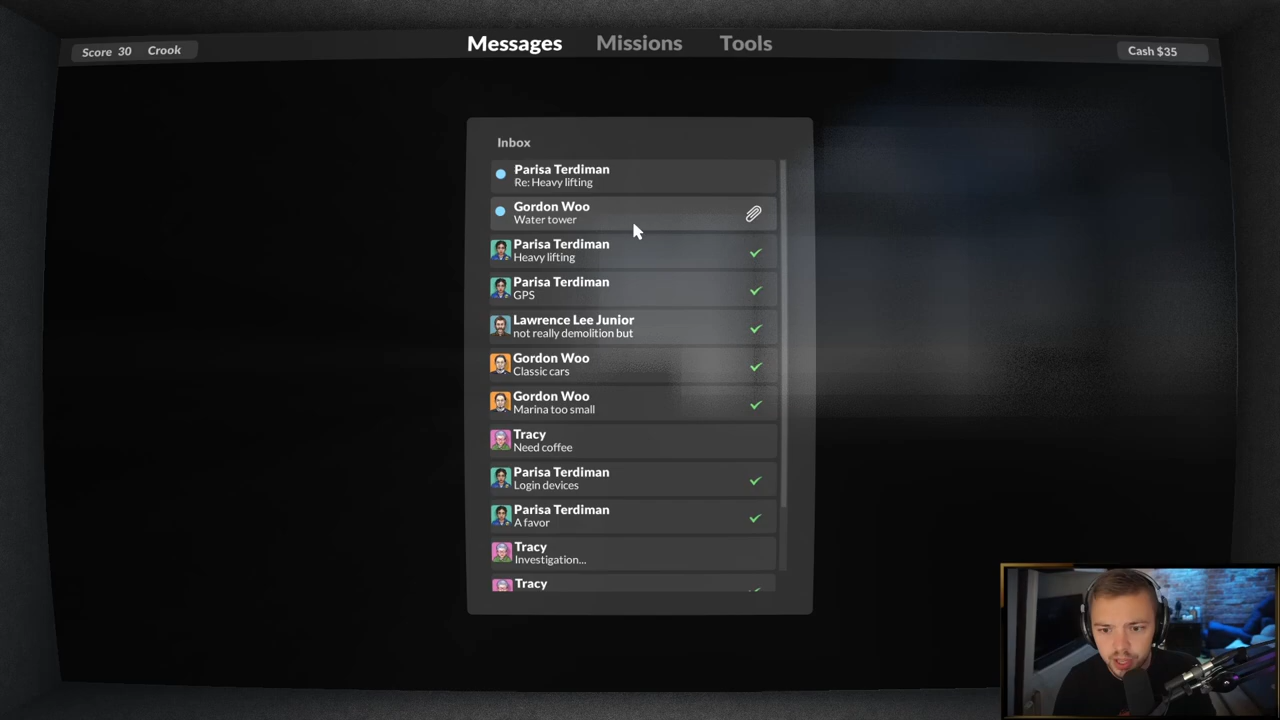 Score 30 Crook
Messages Missions Tools
Cash $35
Inbox
Parisa Terdiman
Re: Heavy lifting
Gordon Woo
Water tower
Parisa Terdiman
Heavy lifting
Parisa Terdiman
GPS
Lawrence Lee Junior
not really demolition but
Gordon Woo
Classic cars
Gordon Woo
Marina too small
Tracy
Need coffee
Parisa Terdiman
Login devices
Parisa Terdiman
A favor
Tracy
Investigation...
Tracy